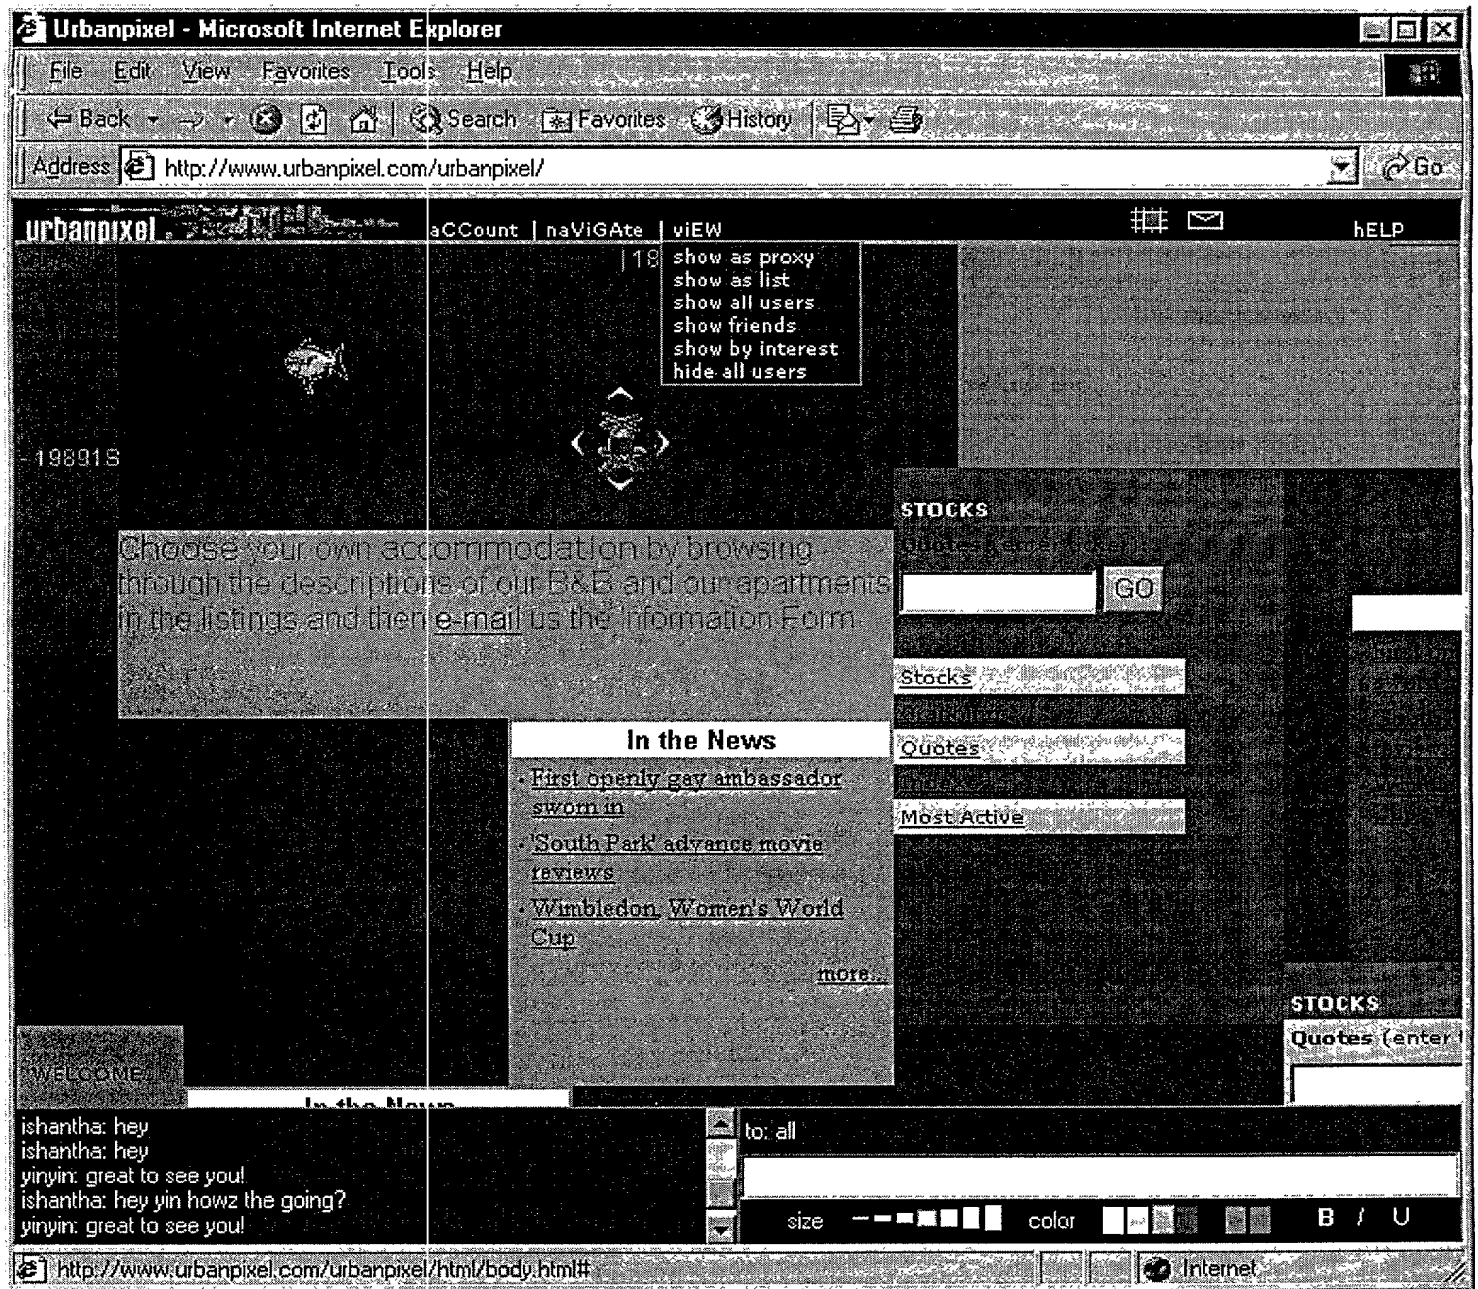 Urbanpixel - Microsoft Internet Explorer
File Edit View Favorites Tools Help
Back Search Favorites History
Address http://www.urbanpixel.com/urbanpixel/ Go
urbanpixel aCCount | naViGAte | viEW hELP
|18
show as proxy
show as list
show all users
show friends
show by interest
hide all users
-19891S
STOCKS
Quotes
GO
Choose your own accommodation by browsing
through the descriptions of our B&B and our apartments
in the listings and then e-mail us the Information Form
Stocks
Quotes
Most Active
In the News
• First openly gay ambassador
sworn in
• 'South Park' advance movie
reviews
• Wimbledon, Women's World
Cup
more...
STOCKS
Quotes (enter
WELCOME
In the News
ishantha: hey
ishantha: hey
yinyin: great to see you!
ishantha: hey yin howz the going?
yinyin: great to see you!
to: all
size color B I U
http://www.urbanpixel.com/urbanpixel/html/body.html# Internet